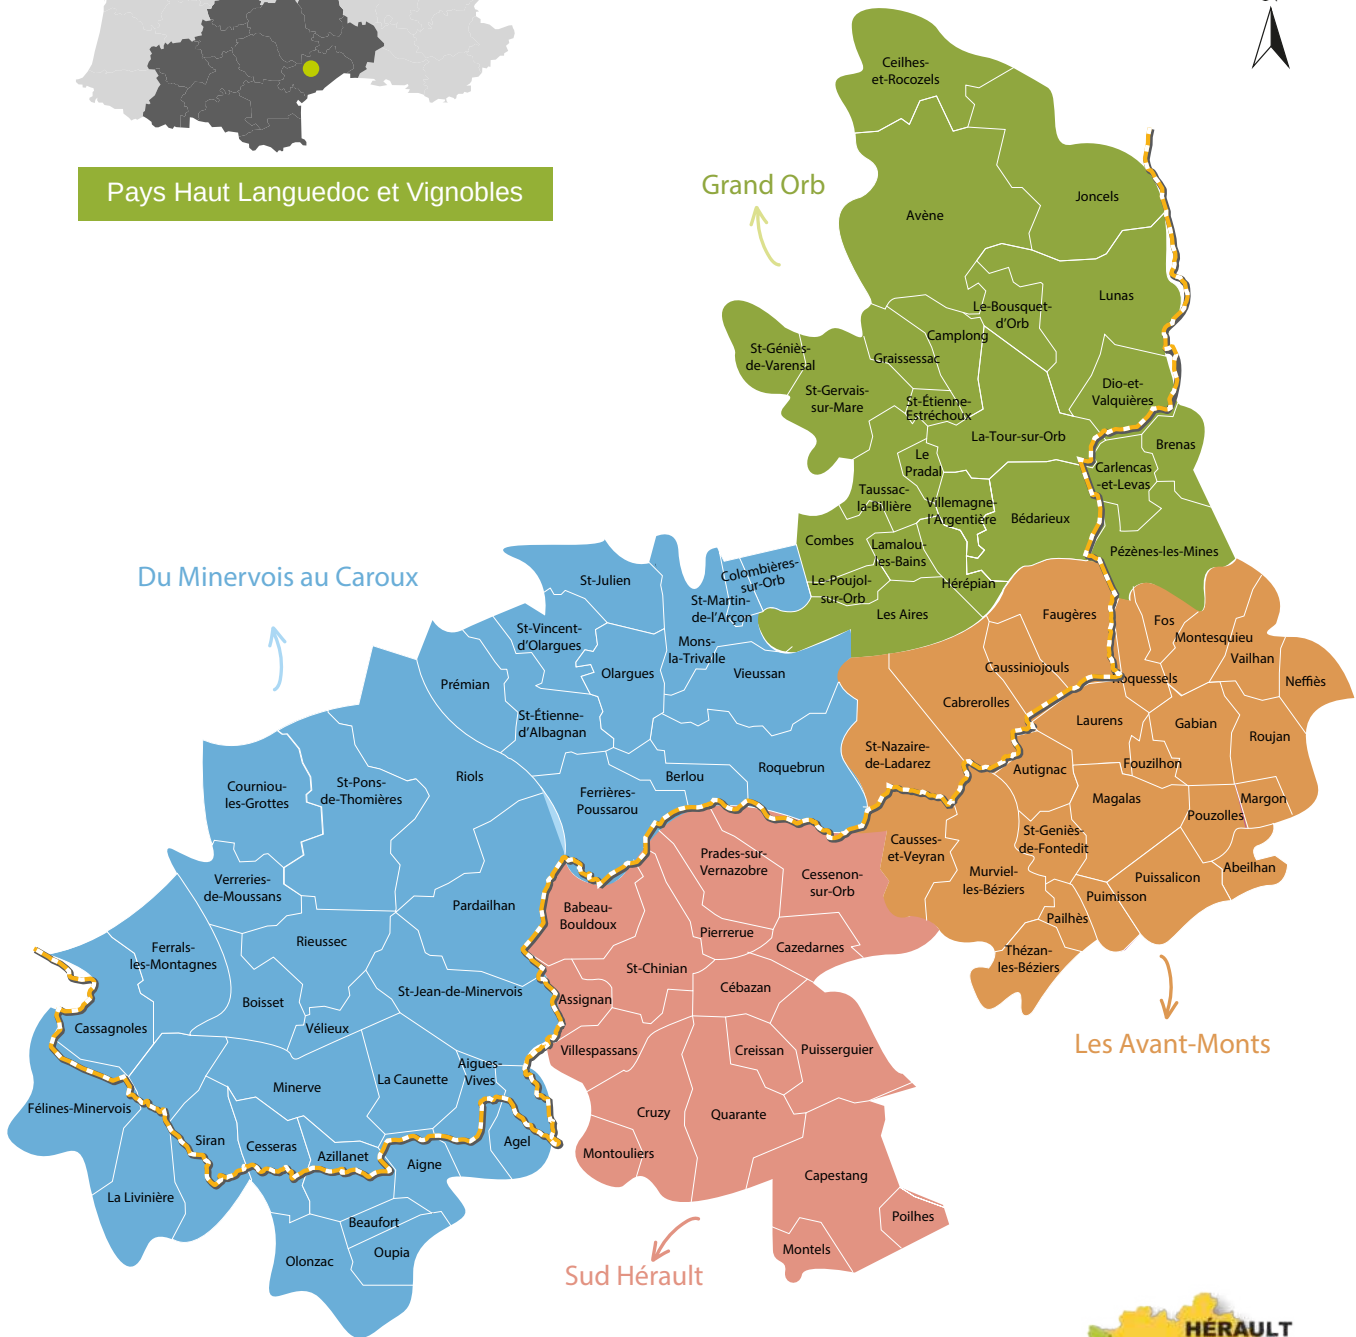 Pays Haut Languedoc et Vignobles
Grand Orb
Ceilhes-
et-Rocozels
Avène
Joncels
Lunas
Le-Bousquet-
d'Orb
Camplong
Graissessac
St-Géniès-
de-Varensal
St-Gervais-
sur-Mare
St-Étienne-
Estréchoux
Dio-et-
Valquières
La-Tour-sur-Orb
Brenas
Le
Pradal
Carlencas
-et-Levas
Taussac-
la-Billière
Villemagne-
l'Argentière
Bédarieux
Combes
Lamalou-
les-Bains
Pézènes-les-Mines
Le-Poujol-
sur-Orb
Hérépian
Les Aires
Du Minervois au Caroux
St-Julien
Colombières-
sur-Orb
St-Martin-
de-l'Arçon
St-Vincent-
d'Olargues
Mons-
la-Trivalle
Olargues
Vieussan
Prémian
St-Étienne-
d'Albagnan
Riols
Berlou
Roquebrun
Ferrières-
Poussarou
Courniou-
les-Grottes
St-Pons-
de-Thomières
Verreries-
de-Moussans
Pardailhan
Rieussec
Ferrals-
les-Montagnes
St-Jean-de-Minervois
Boisset
Vélieux
Cassagnoles
Aigues-
Vives
La Caunette
Minerve
Félines-Minervois
Siran
Cesseras
Azillanet
Aigne
Agel
La Livinière
Beaufort
Oupia
Olonzac
Faugères
Fos
Montesquieu
Vailhan
Neffiès
Caussiniojouls
Roquessels
Cabrerolles
Laurens
Gabian
Roujan
St-Nazaire-
de-Ladarez
Autignac
Fouzilhon
Magalas
Margon
Pouzolles
Causses-
et-Veyran
St-Geniès-
de-Fontedit
Abeilhan
Murviel-
les-Béziers
Puissalicon
Puimisson
Pailhès
Thézan-
les-Béziers
Les Avant-Monts
Prades-sur-
Vernazobre
Cessenon-
sur-Orb
Babeau-
Bouldoux
Pierrerue
Cazedarnes
St-Chinian
Cébazan
Assignan
Villespassans
Creissan
Puisserguier
Cruzy
Quarante
Montouliers
Capestang
Poilhes
Montels
Sud Hérault
HÉRAULT